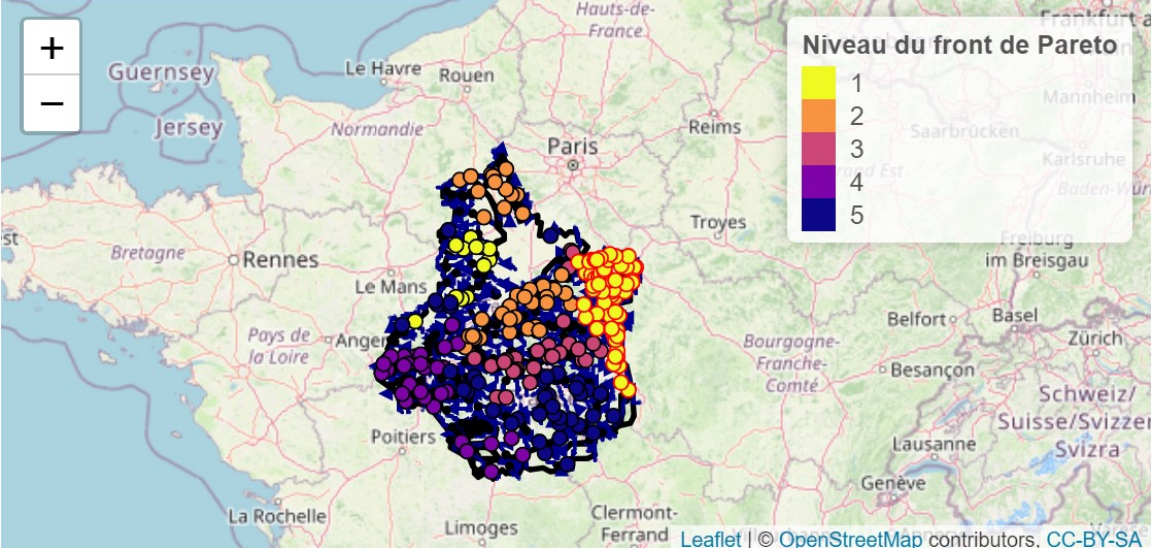 +
−
Hauts-de-
France
Guernsey
Jersey
Le Havre
Rouen
Normandie
Paris
Reims
Frankfurt a
Mannheim
Saarbrücken
Karlsruhe
Grand Est
Baden-Würt
Niveau du front de Pareto
1
2
3
4
5
Bretagne
Rennes
Le Mans
Troyes
Freiburg
im Breisgau
Pays de
la Loire
Anger
Belfort
Basel
Zürich
Bourgogne-
Franche-
Comté
Besançon
Schweiz/
Suisse/Svizzer
Svizra
Poitiers
Lausanne
Genève
La Rochelle
Limoges
Clermont-
Ferrand
Leaflet | © OpenStreetMap contributors, CC-BY-SA